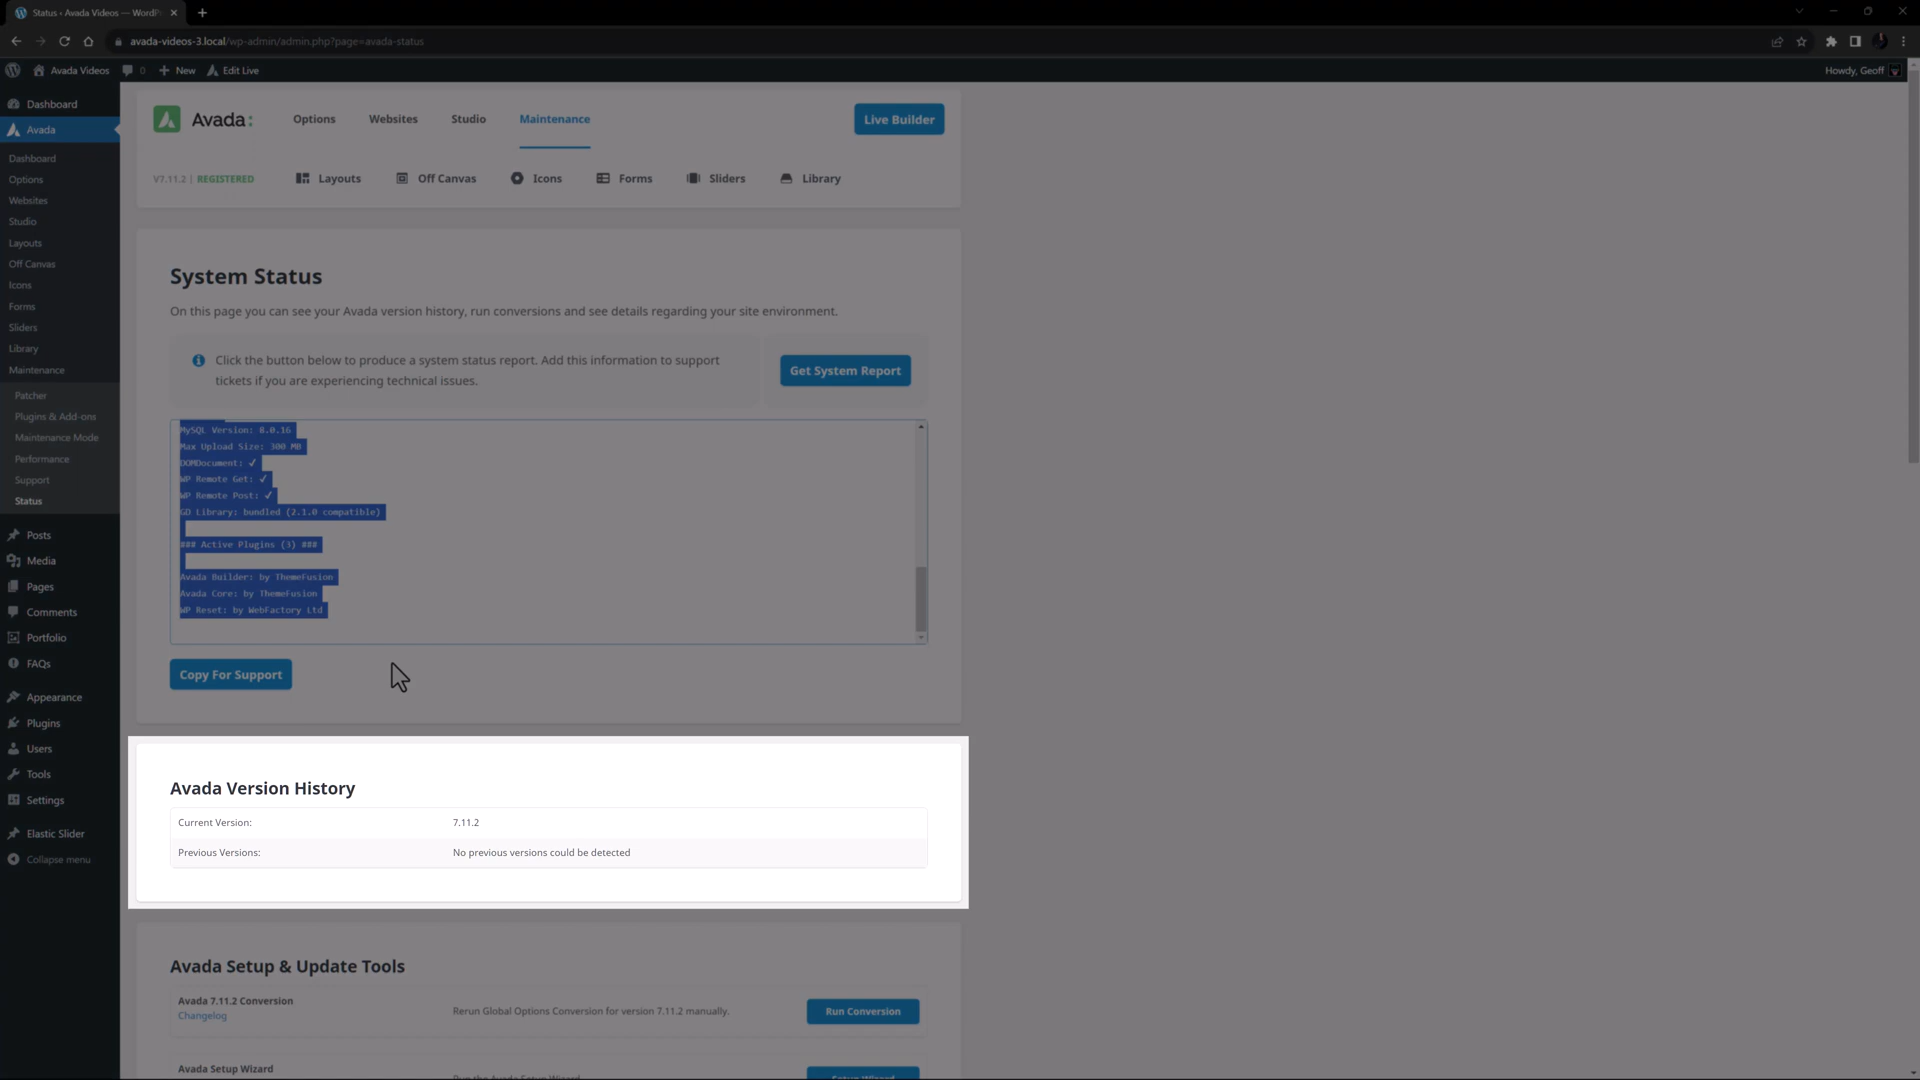 Status ‹ Avada Videos — WordPr
avada-videos-3.local/wp-admin/admin.php?page=avada-status
Avada Videos
0
New
Edit Live
Howdy, Geoff
Dashboard
Avada
Dashboard
Options
Websites
Studio
Layouts
Off Canvas
Icons
Forms
Sliders
Library
Maintenance
Patcher
Plugins & Add-ons
Maintenance Mode
Performance
Support
Status
Posts
Media
Pages
Comments
Portfolio
FAQs
Appearance
Plugins
Users
Tools
Settings
Elastic Slider
Collapse menu
Avada:
Options
Websites
Studio
Maintenance
Live Builder
V7.11.2 | REGISTERED
Layouts
Off Canvas
Icons
Forms
Sliders
Library
System Status
On this page you can see your Avada version history, run conversions and see details regarding your site environment.
Click the button below to produce a system status report. Add this information to support
tickets if you are experiencing technical issues.
Get System Report
MySQL Version: 8.0.16
Max Upload Size: 300 MB
DOMDocument: ✓
WP Remote Get: ✓
WP Remote Post: ✓
GD Library: bundled (2.1.0 compatible)
### Active Plugins (3) ###
Avada Builder: by ThemeFusion
Avada Core: by ThemeFusion
WP Reset: by WebFactory Ltd
Copy For Support
Avada Version History
Current Version: 7.11.2
Previous Versions: No previous versions could be detected
Avada Setup & Update Tools
Avada 7.11.2 Conversion
Changelog
Rerun Global Options Conversion for version 7.11.2 manually.
Run Conversion
Avada Setup Wizard
Run the Avada Setup Wizard
Setup Wizard